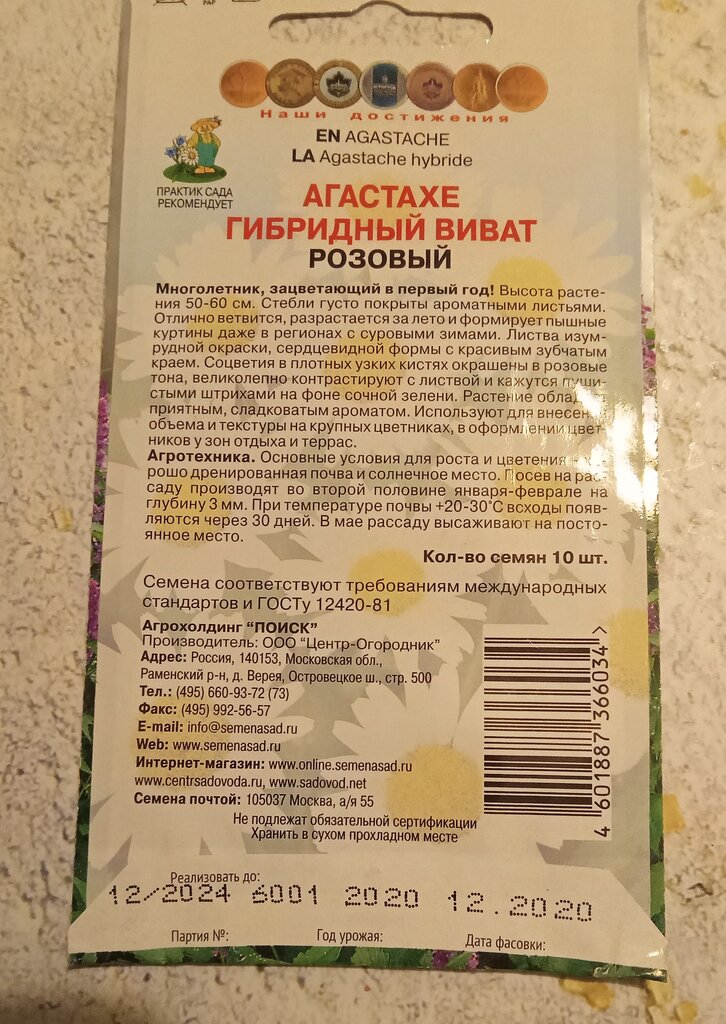 РАР
Наши достижения
EN AGASTACHE
LA Agastache hybride
ПРАКТИК САДА
РЕКОМЕНДУЕТ
АГАСТАХЕ
ГИБРИДНЫЙ ВИВАТ
РОЗОВЫЙ
Многолетник, зацветающий в первый год! Высота расте-
ния 50-60 см. Стебли густо покрыты ароматными листьями.
Отлично ветвится, разрастается за лето и формирует пышные
куртины даже в регионах с суровыми зимами. Листва изум-
рудной окраски, сердцевидной формы с красивым зубчатым
краем. Соцветия в плотных узких кистях окрашены в розовые
тона, великолепно контрастируют с листвой и кажутся пуши-
стыми штрихами на фоне сочной зелени. Растение обладает
приятным, сладковатым ароматом. Используют для внесения
объема и текстуры на крупных цветниках, в оформлении цвет-
ников у зон отдыха и террас.
Агротехника. Основные условия для роста и цветения - хо-
рошо дренированная почва и солнечное место. Посев на рас-
саду производят во второй половине января-феврале на
глубину 3 мм. При температуре почвы +20-30°С всходы появ-
ляются через 30 дней. В мае рассаду высаживают на посто-
янное место.
Кол-во семян 10 шт.
Семена соответствуют требованиям международных
стандартов и ГОСТу 12420-81
Агрохолдинг "ПОИСК"
Производитель: ООО "Центр-Огородник"
Адрес: Россия, 140153, Московская обл.,
Раменский р-н, д. Верея, Островецкое ш., стр. 500
Тел.: (495) 660-93-72 (73)
Факс: (495) 992-56-57
E-mail: info@semenasad.ru
Web: www.semenasad.ru
Интернет-магазин: www.online.semenasad.ru
www.centrsadovoda.ru, www.sadovod.net
Семена почтой: 105037 Москва, а/я 55
4 601887 366034 >
Не подлежат обязательной сертификации
Хранить в сухом прохладном месте
Реализовать до:
12/2024 6001 2020 12.2020
Партия №: Год урожая: Дата фасовки: